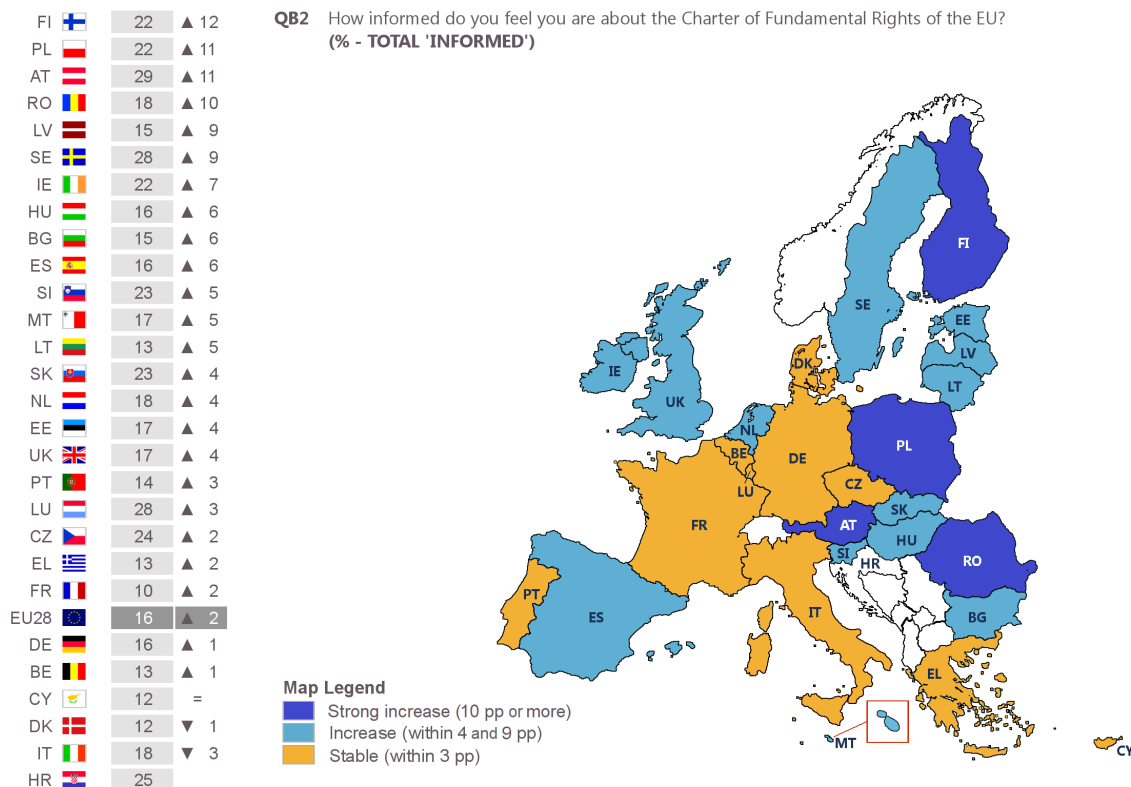 QB2 How informed do you feel you are about the Charter of Fundamental Rights of the EU?
(% - TOTAL 'INFORMED')
FI 22 ▲ 12
PL 22 ▲ 11
AT 29 ▲ 11
RO 18 ▲ 10
LV 15 ▲ 9
SE 28 ▲ 9
IE 22 ▲ 7
HU 16 ▲ 6
BG 15 ▲ 6
ES 16 ▲ 6
SI 23 ▲ 5
MT 17 ▲ 5
LT 13 ▲ 5
SK 23 ▲ 4
NL 18 ▲ 4
EE 17 ▲ 4
UK 17 ▲ 4
PT 14 ▲ 3
LU 28 ▲ 3
CZ 24 ▲ 2
EL 13 ▲ 2
FR 10 ▲ 2
EU28 16 ▲ 2
DE 16 ▲ 1
BE 13 ▲ 1
CY 12 =
DK 12 ▼ 1
IT 18 ▼ 3
HR 25
FI
SE
EE
LV
LT
DK
IE
UK
NL
BE
LU
DE
PL
CZ
SK
FR
AT
HU
SI
HR
RO
PT
ES
IT
BG
EL
MT
CY
Map Legend
Strong increase (10 pp or more)
Increase (within 4 and 9 pp)
Stable (within 3 pp)